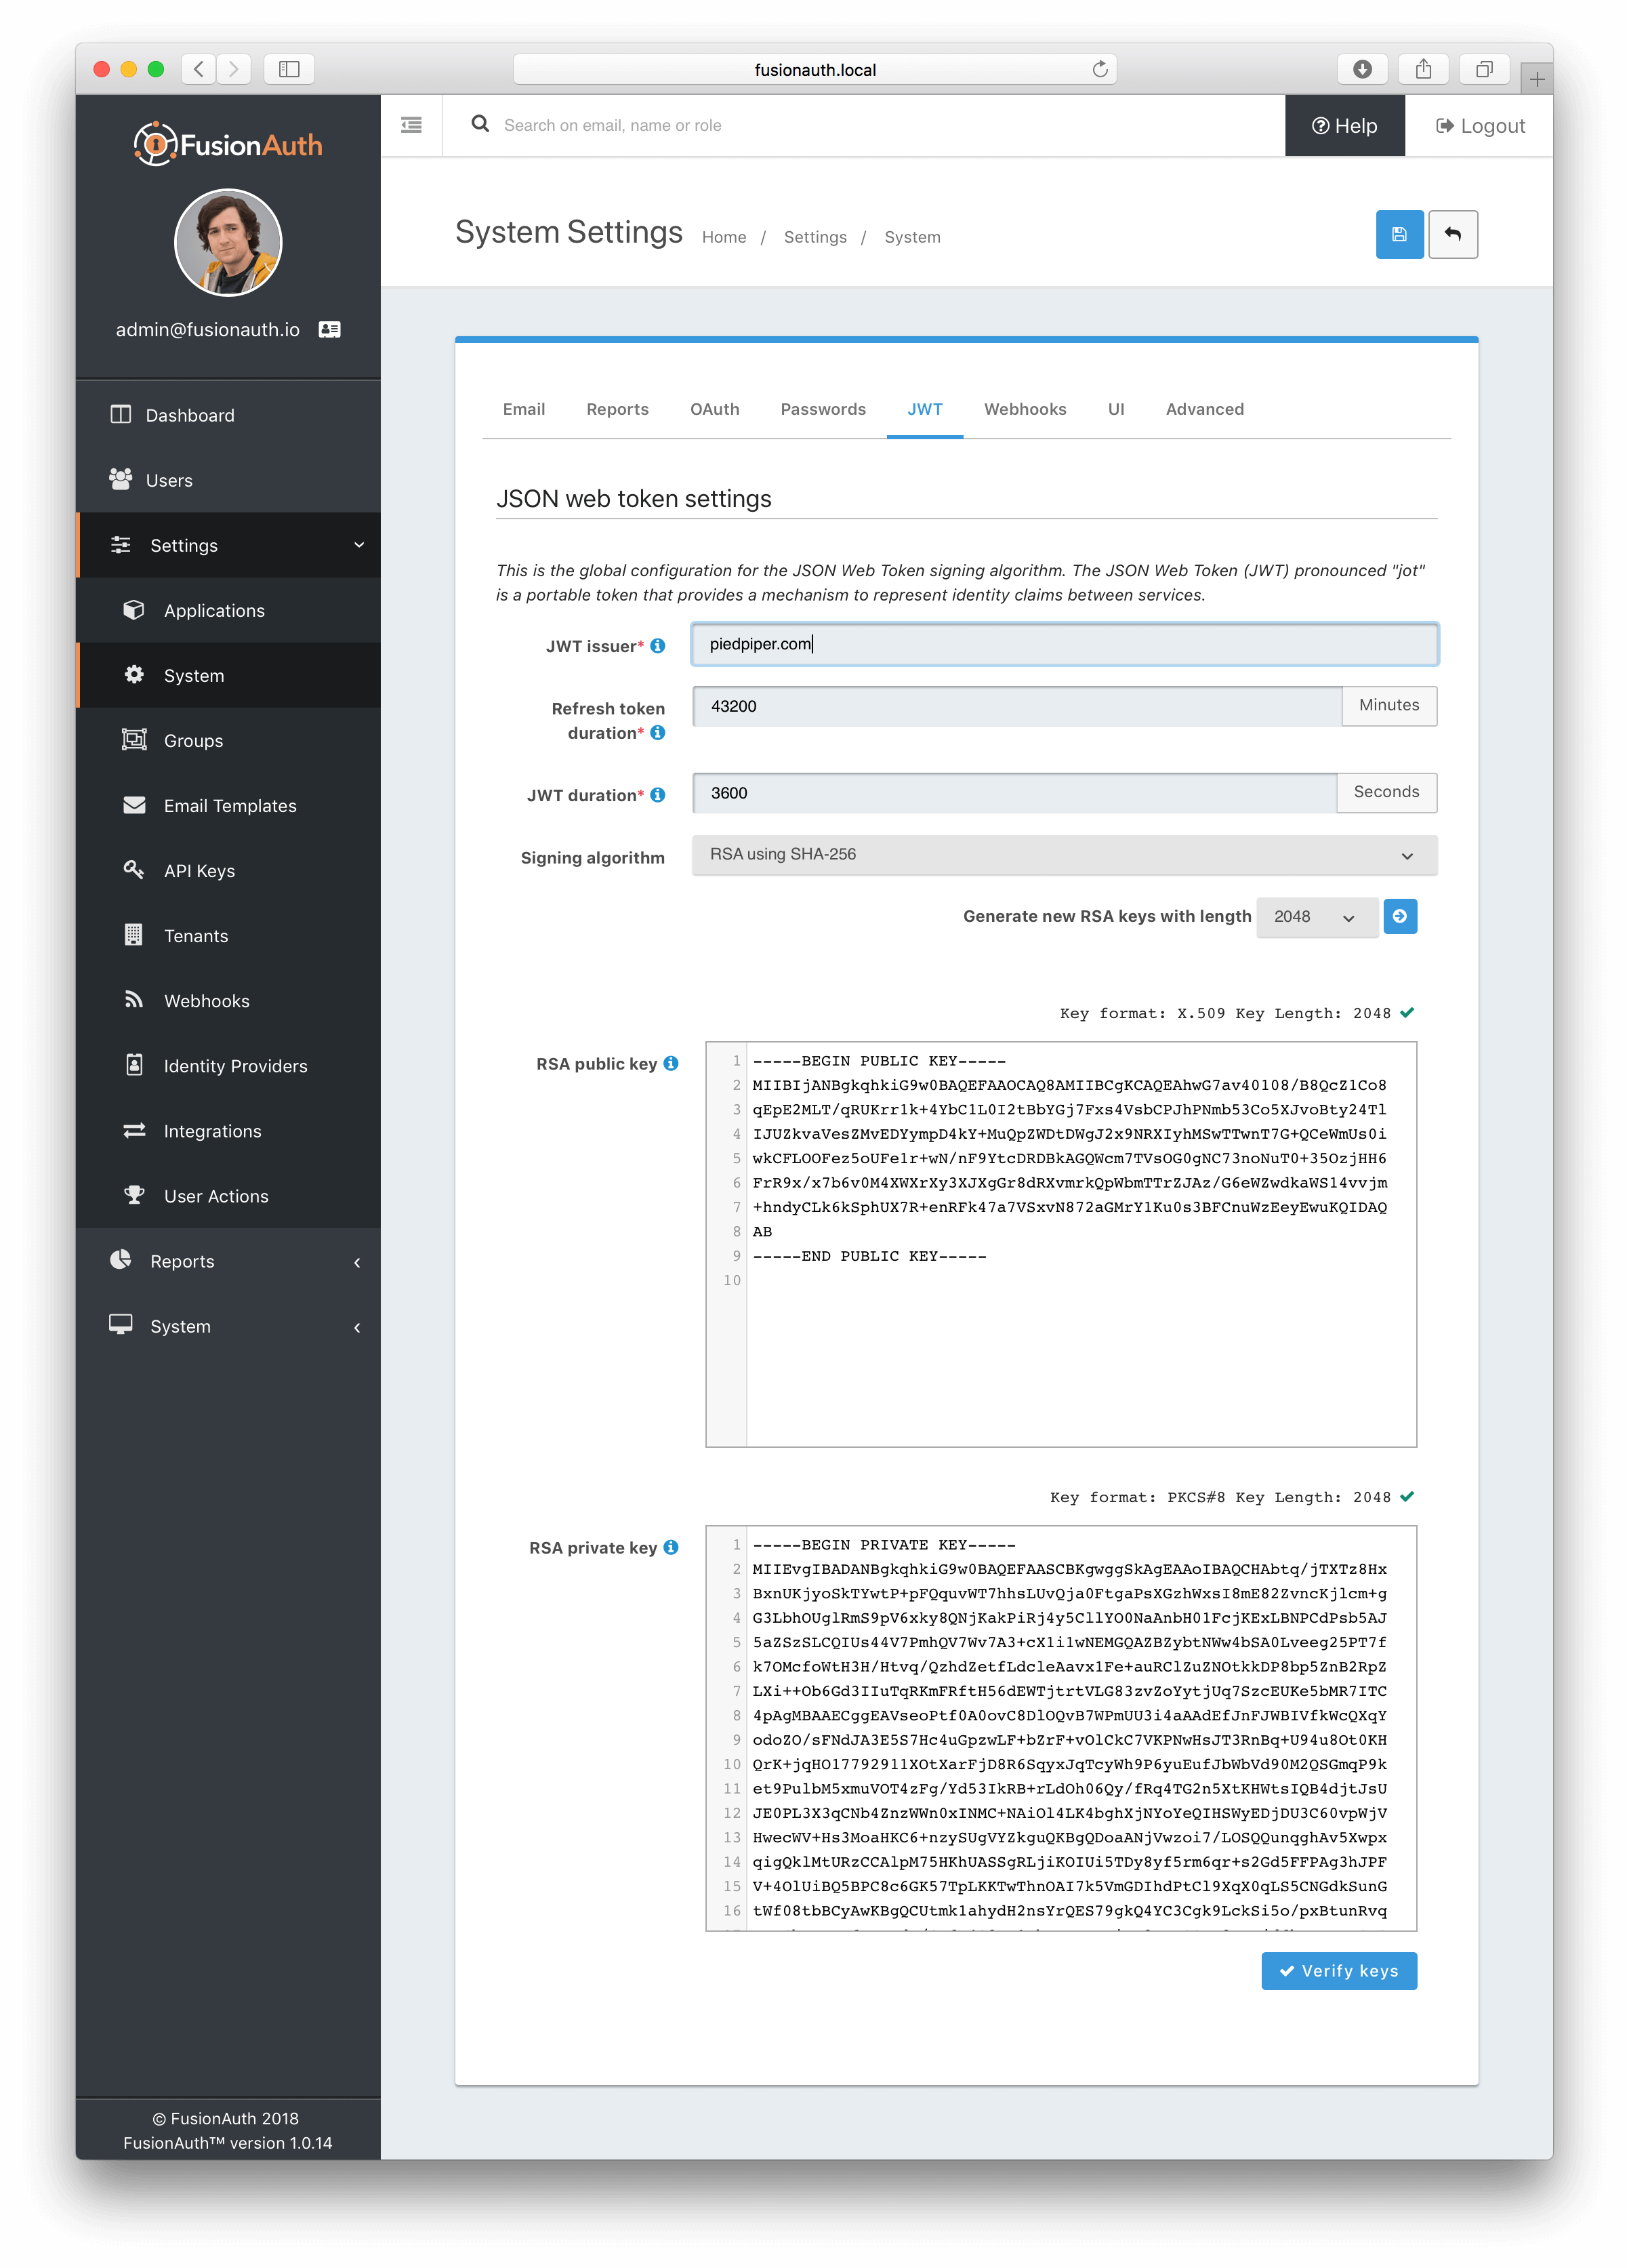 fusionauth.local
FusionAuth
Search on email, name or role
Help
Logout
System Settings
Home / Settings / System
admin@fusionauth.io
Dashboard
Users
Settings
Applications
System
Groups
Email Templates
API Keys
Tenants
Webhooks
Identity Providers
Integrations
User Actions
Reports
System
© FusionAuth 2018
FusionAuth™ version 1.0.14
Email Reports OAuth Passwords JWT Webhooks UI Advanced
JSON web token settings
This is the global configuration for the JSON Web Token signing algorithm. The JSON Web Token (JWT) pronounced "jot"
is a portable token that provides a mechanism to represent identity claims between services.
JWT issuer* piedpiper.com
Refresh token
duration* 43200 Minutes
JWT duration* 3600 Seconds
Signing algorithm RSA using SHA-256
Generate new RSA keys with length 2048
Key format: X.509 Key Length: 2048
RSA public key
1 -----BEGIN PUBLIC KEY-----
2 MIIBIjANBgkqhkiG9w0BAQEFAAOCAQ8AMIIBCgKCAQEAhwG7av40108/B8QcZ1Co8
3 qEpE2MLT/qRUKrr1k+4YbC1L0I2tBbYGj7Fxs4VsbCPJhPNmb53Co5XJvoBty24Tl
4 IJUZkvaVesZMvEDYympD4kY+MuQpZWDtDWgJ2x9NRXIyhMSwTTwnT7G+QCeWmUs0i
5 wkCFLOOFez5oUFe1r+wN/nF9YtcDRDBkAGQWcm7TVsOG0gNC73noNuT0+35OzjHH6
6 FrR9x/x7b6v0M4XWXrXy3XJXgGr8dRXvmrkQpWbmTTrZJAz/G6eWZwdkaWS14vvjm
7 +hndyCLk6kSphUX7R+enRFk47a7VSxvN872aGMrY1Ku0s3BFCnuWzEeyEwuKQIDAQ
8 AB
9 -----END PUBLIC KEY-----
10
Key format: PKCS#8 Key Length: 2048
RSA private key
1 -----BEGIN PRIVATE KEY-----
2 MIIEvgIBADANBgkqhkiG9w0BAQEFAASCBKgwggSkAgEAAoIBAQCHAbtq/jTXTz8Hx
3 BxnUKjyoSkTYwtP+pFQquvWT7hhsLUvQja0FtgaPsXGzhWxsI8mE82ZvncKjlcm+g
4 G3LbhOUglRmS9pV6xky8QNjKakPiRj4y5CllYO0NaAnbH01FcjKExLBNPCdPsb5AJ
5 5aZSzSLCQIUs44V7PmhQV7Wv7A3+cX1i1wNEMGQAZBZybtNWw4bSA0Lveeg25PT7f
6 k7OMcfoWtH3H/Htvq/QzhdZetfLdcleAavx1Fe+auRClZuZNOtkkDP8bp5ZnB2RpZ
7 LXi++Ob6Gd3IIuTqRKmFRftH56dEWTjtrtVLG83zvZoYytjUq7SzcEUKe5bMR7ITC
8 4pAgMBAAECggEAVseoPtf0A0ovC8DlOQvB7WPmUU3i4aAAdEfJnFJWBIVfkWcQXqY
9 odoZO/sFNdJA3E5S7Hc4uGpzwLF+bZrF+vOlCkC7VKPNwHsJT3RnBq+U94u8Ot0KH
10 QrK+jqHO17792911XOtXarFjD8R6SqyxJqTcyWh9P6yuEufJbWbVd90M2QSGmqP9k
11 et9PulbM5xmuVOT4zFg/Yd53IkRB+rLdOh06Qy/fRq4TG2n5XtKHWtsIQB4djtJsU
12 JE0PL3X3qCNb4ZnzWWn0xINMC+NAiOl4LK4bghXjNYoYeQIHSWyEDjDU3C60vpWjV
13 HwecWV+Hs3MoaHKC6+nzySUgVYZkguQKBgQDoaANjVwzoi7/LOSQQunqghAv5Xwpx
14 qigQklMtURzCCAlpM75HKhUASSgRLjiKOIUi5TDy8yf5rm6qr+s2Gd5FFPAg3hJPF
15 V+4OlUiBQ5BPC8c6GK57TpLKKTwThnOAI7k5VmGDIhdPtCl9XqX0qLS5CNGdkSunG
16 tWf08tbBCyAwKBgQCUtmk1ahydH2nsYrQES79gkQ4YC3Cgk9LckSi5o/pxBtunRvq
Verify keys